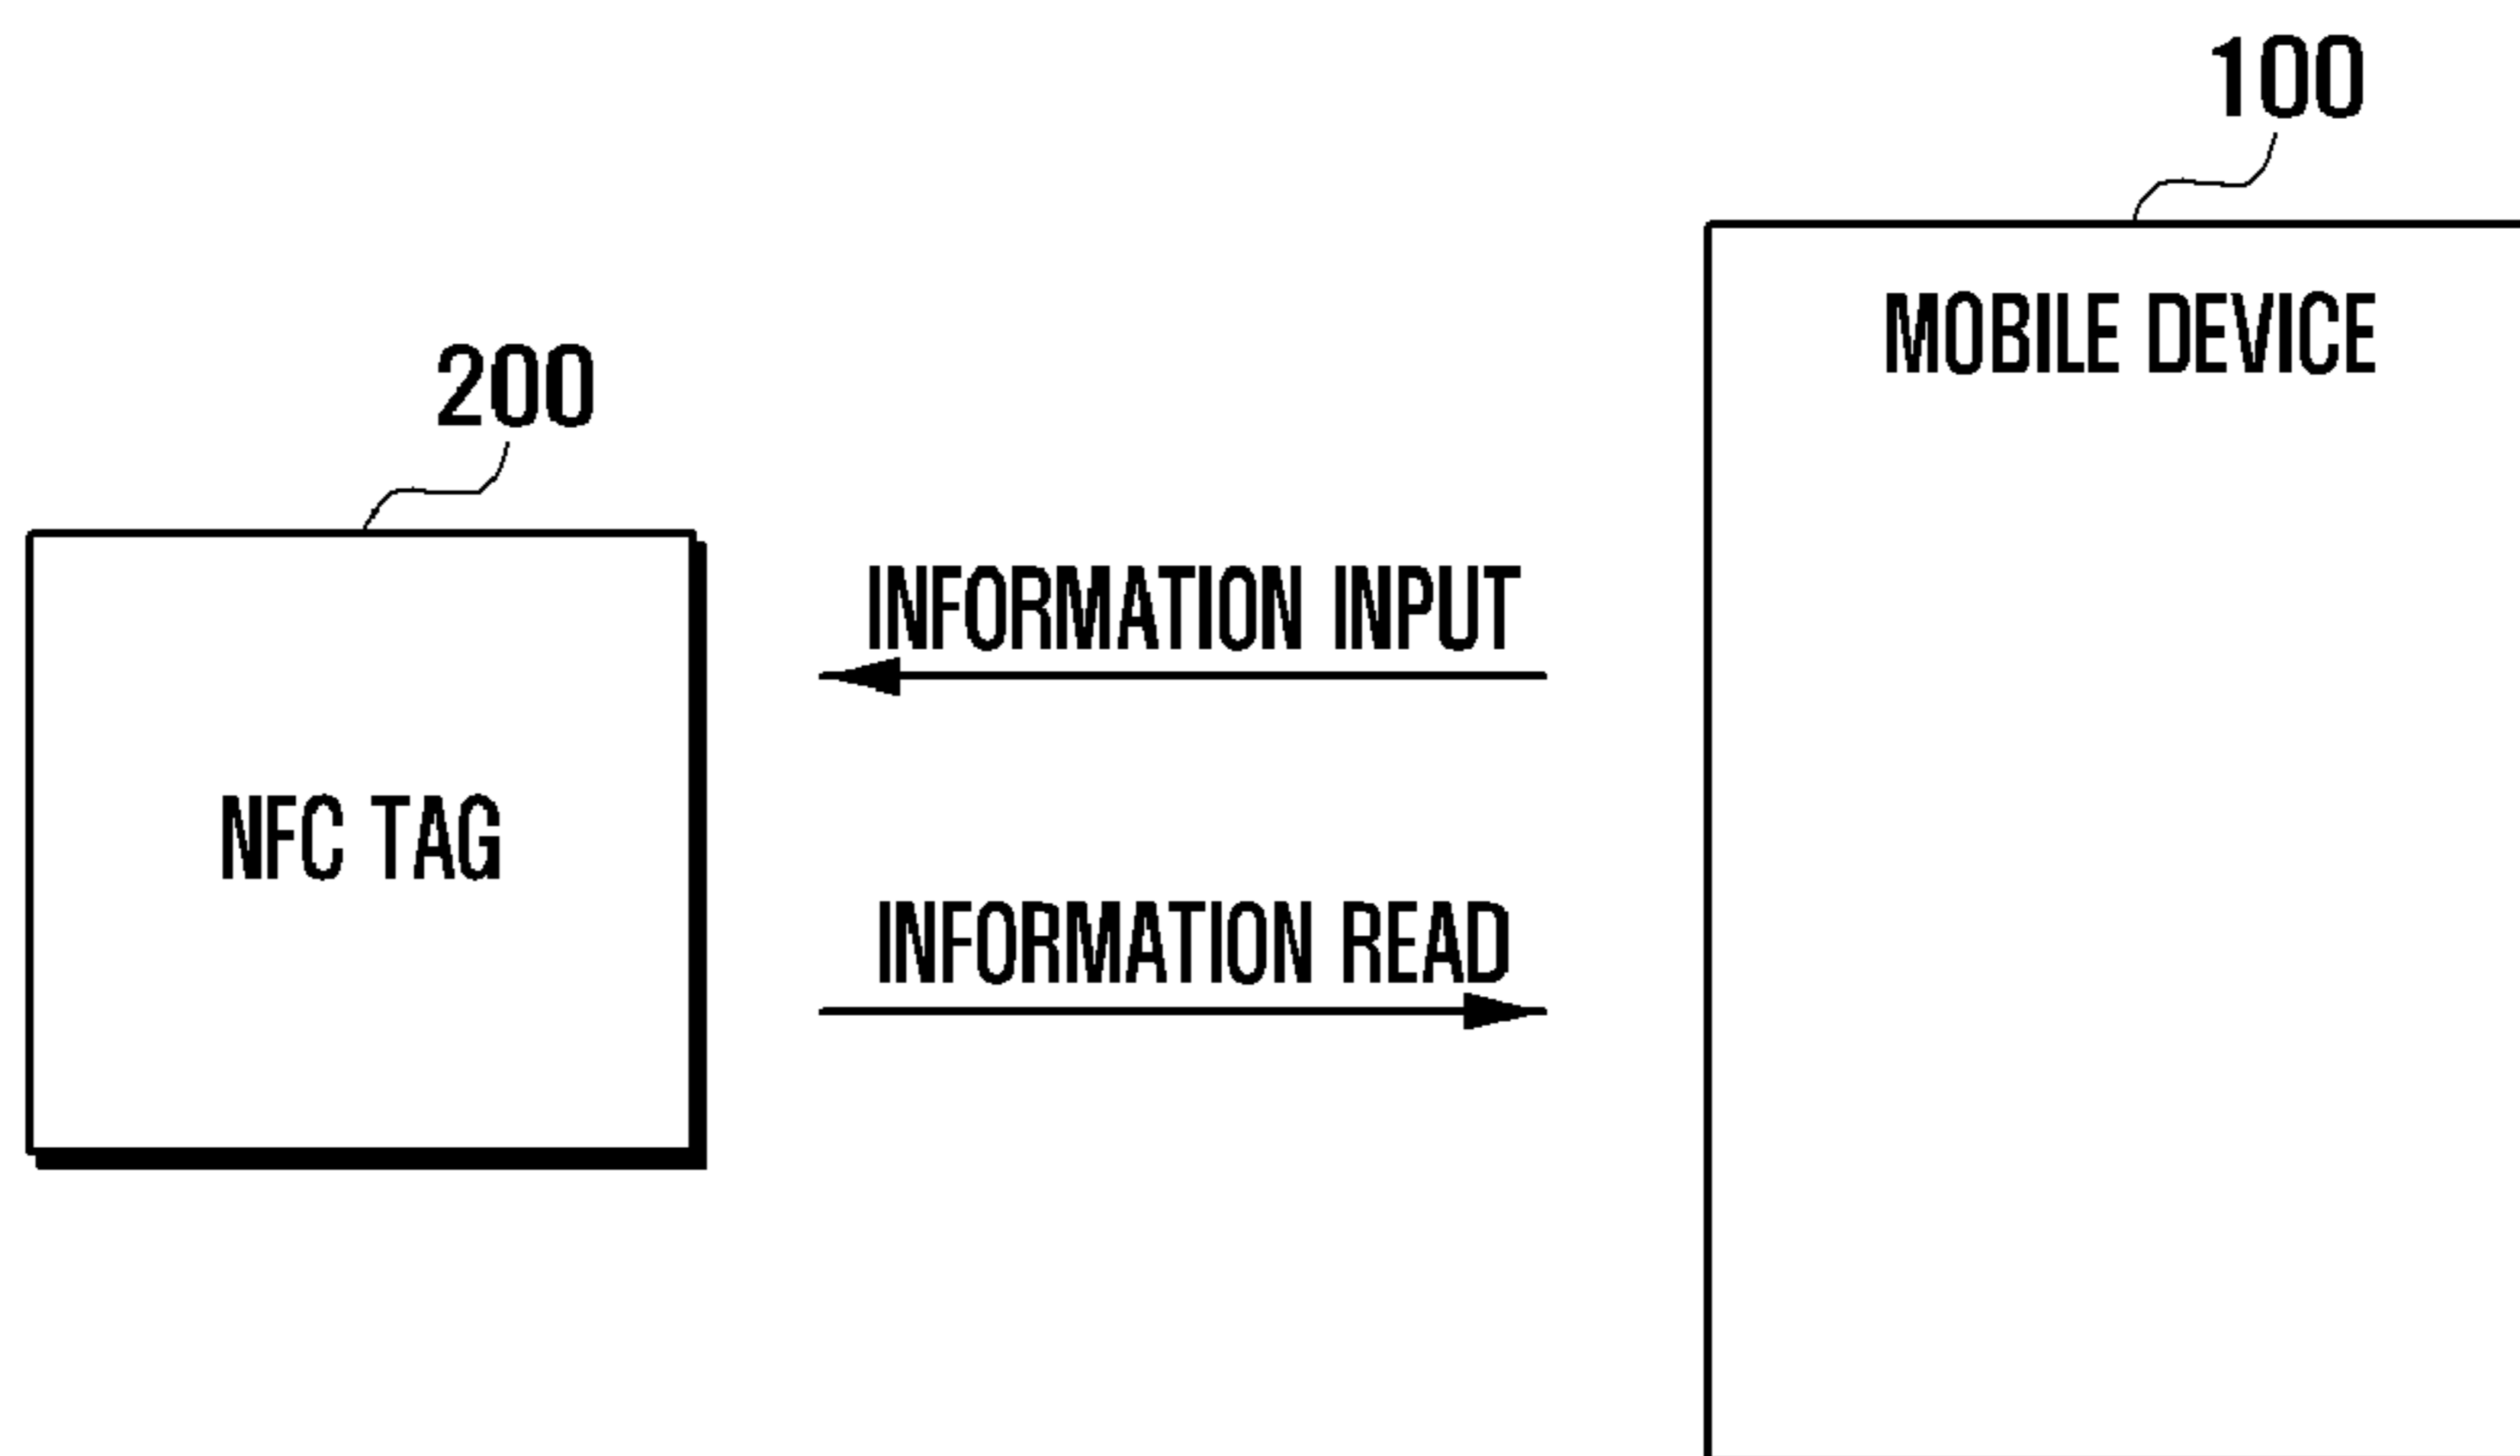 100
MOBILE DEVICE
200
INFORMATION INPUT
NFC TAG
INFORMATION READ